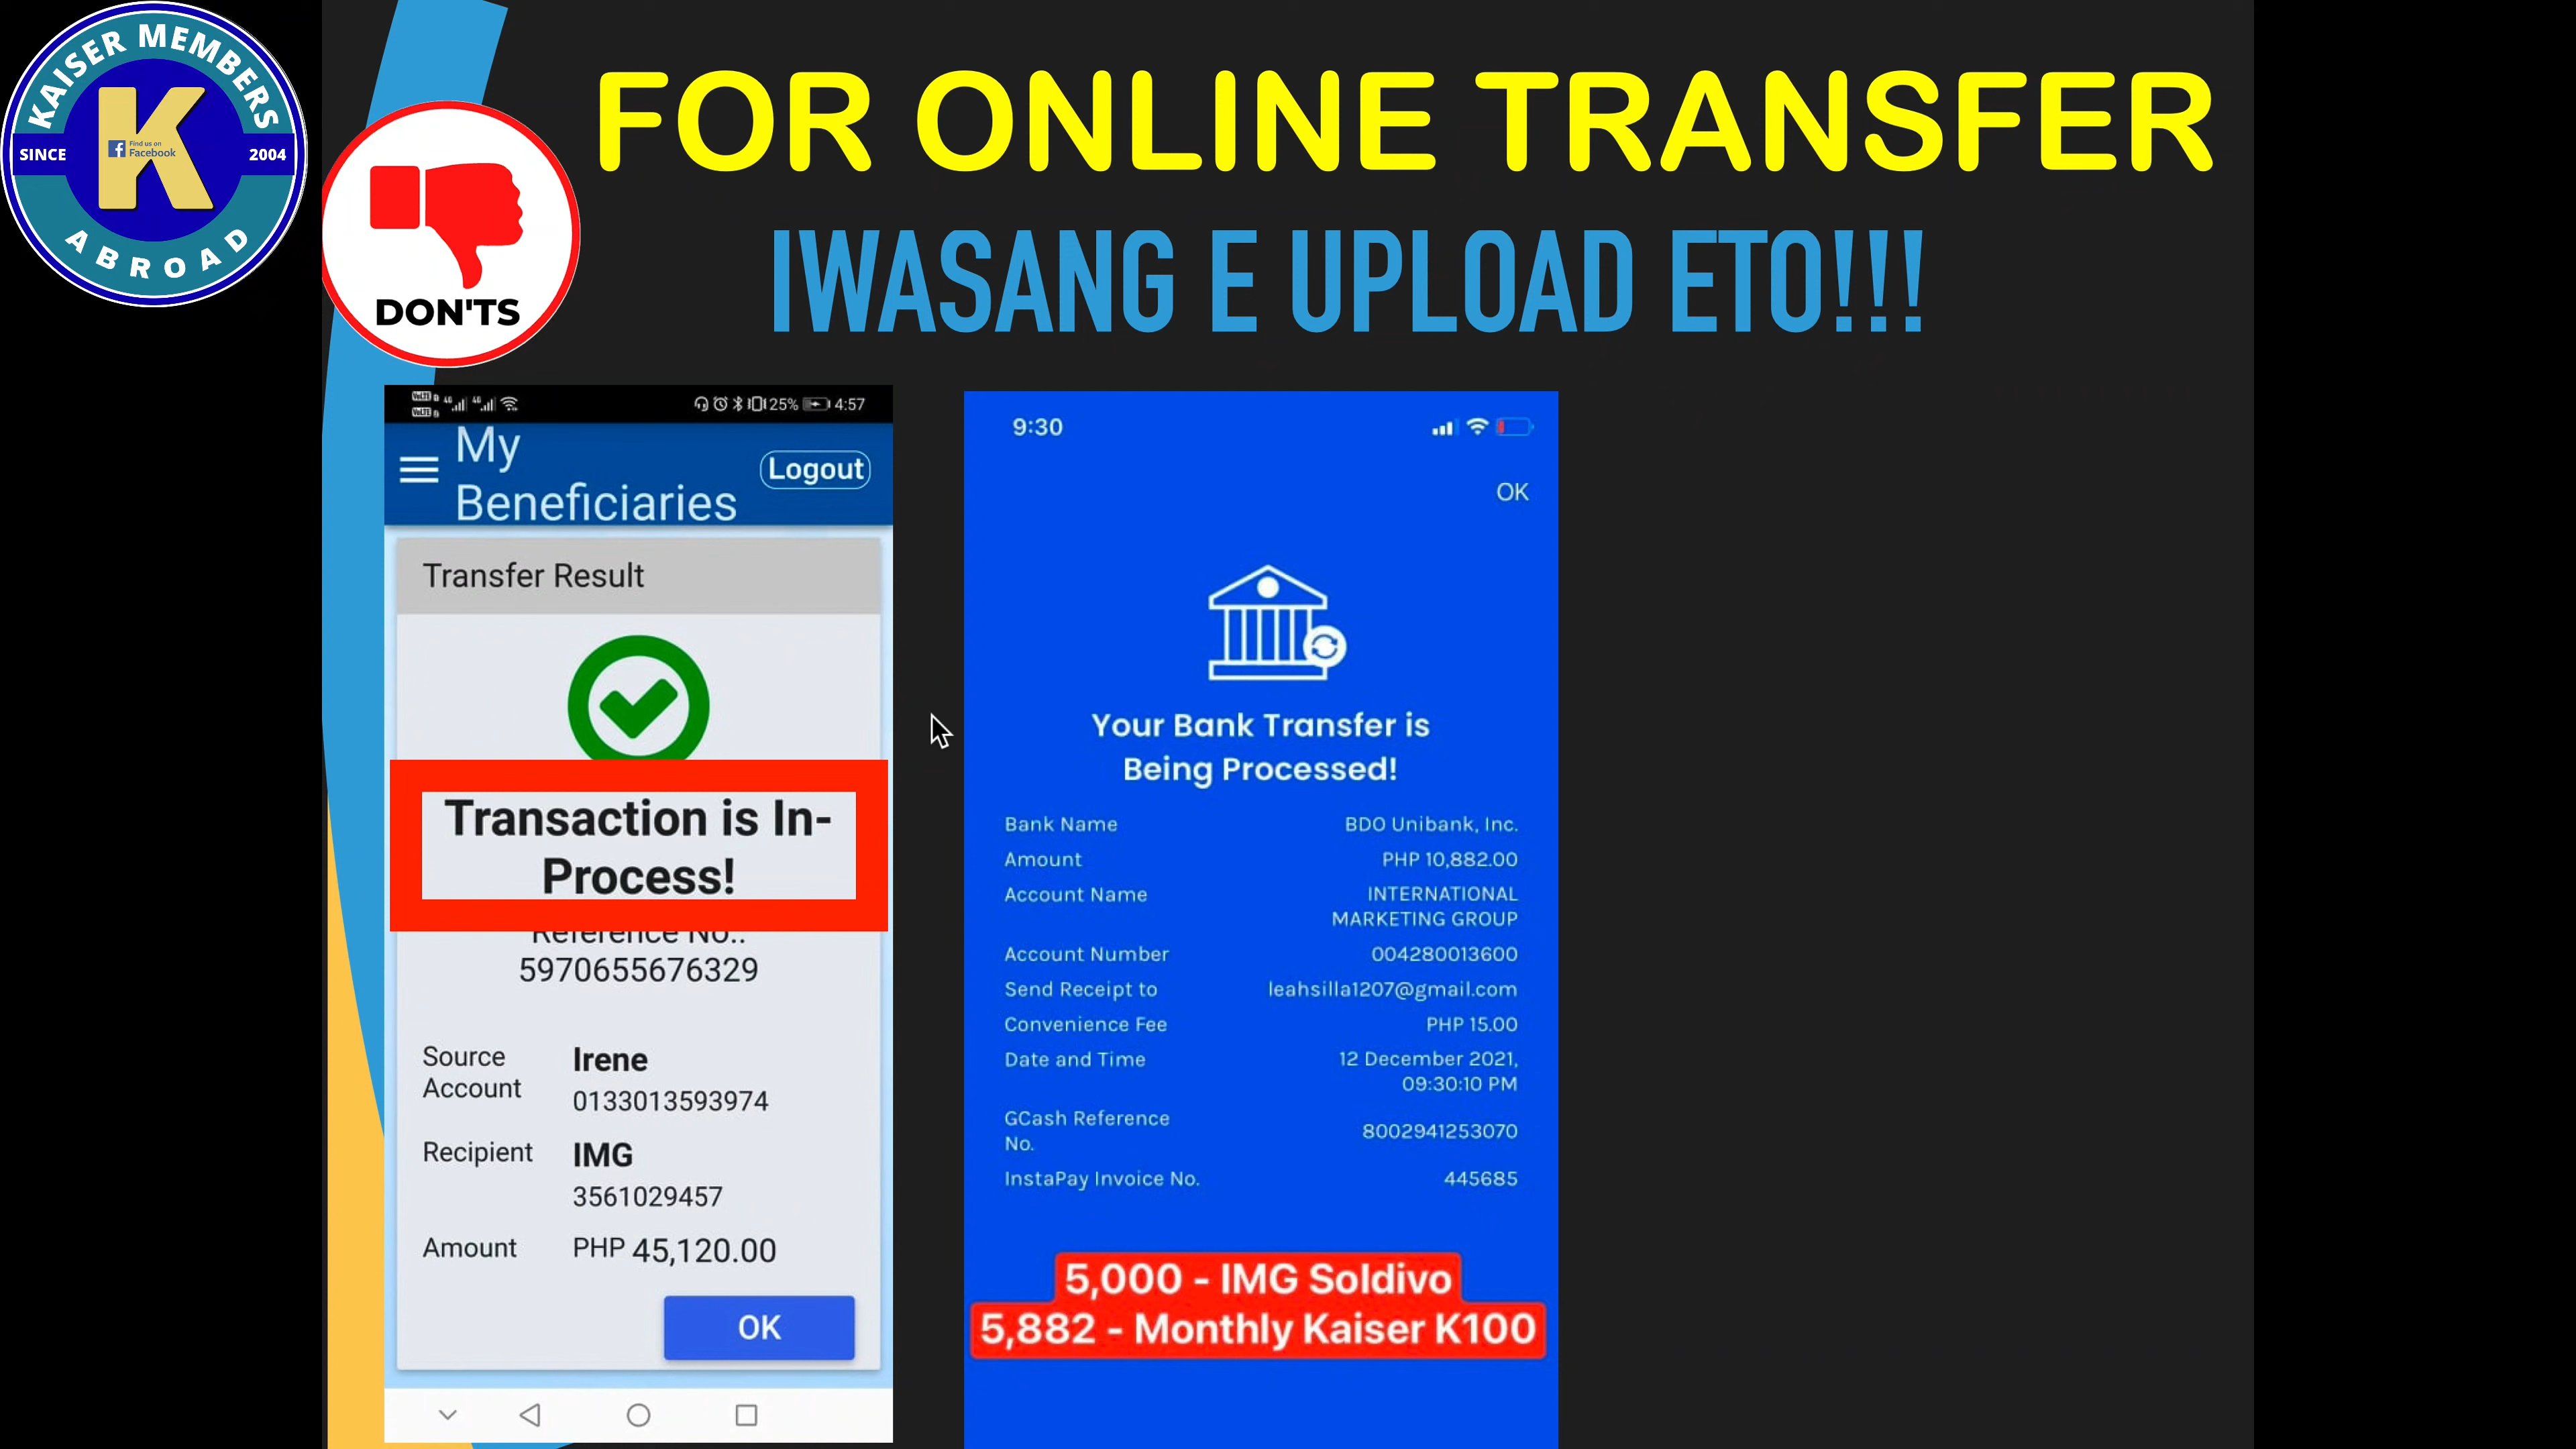 KAISER MEMBERS
SINCE
K
Find us on
Facebook
2004
ABROAD
DON'TS
FOR ONLINE TRANSFER
IWASANG E UPLOAD ETO!!!
VoLTE 4G 4G 25% 4:57
My
Beneficiaries
Logout
Transfer Result
Transaction is In-
Process!
Reference No..
5970655676329
Source
Account
Irene
0133013593974
Recipient
IMG
3561029457
Amount
PHP 45,120.00
OK
9:30
OK
Your Bank Transfer is
Being Processed!
Bank Name BDO Unibank, Inc.
Amount PHP 10,882.00
Account Name INTERNATIONAL
MARKETING GROUP
Account Number 004280013600
Send Receipt to leahsilla1207@gmail.com
Convenience Fee PHP 15.00
Date and Time 12 December 2021,
09:30:10 PM
GCash Reference
No. 8002941253070
InstaPay Invoice No. 445685
5,000 - IMG Soldivo
5,882 - Monthly Kaiser K100